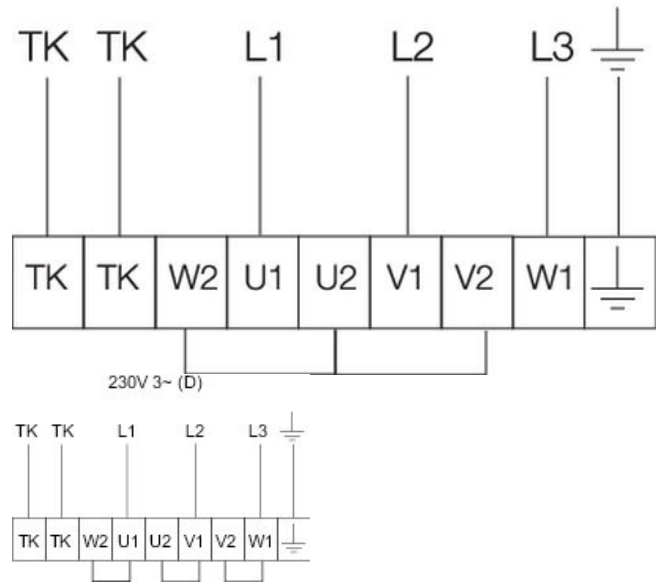 TK TK L1 L2 L3
TK TK W2 U1 U2 V1 V2 W1
230V 3~ (D)
TK TK L1 L2 L3
TK TK W2 U1 U2 V1 V2 W1